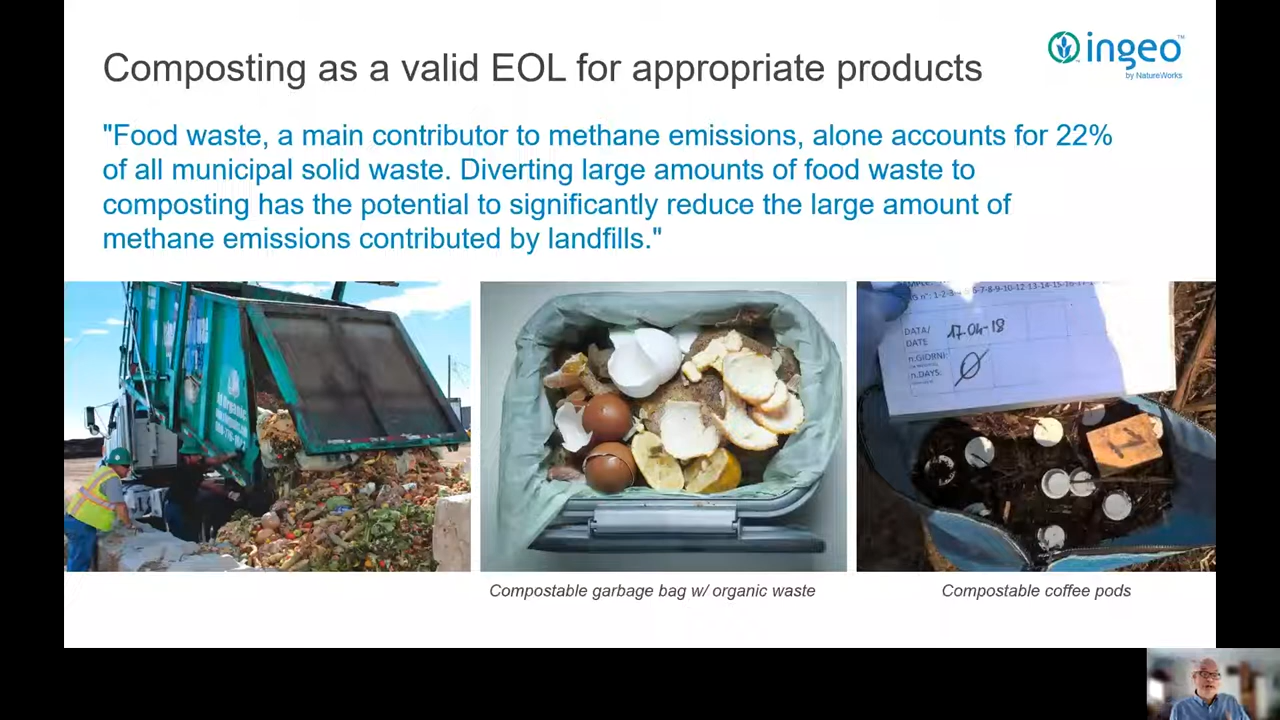 Composting as a valid EOL for appropriate products
ingeo™
by NatureWorks
"Food waste, a main contributor to methane emissions, alone accounts for 22%
of all municipal solid waste. Diverting large amounts of food waste to
composting has the potential to significantly reduce the large amount of
methane emissions contributed by landfills."
DATA/
DATE 17-04-18
n.GIORNI:
n.DAYS:
Compostable garbage bag w/ organic waste
Compostable coffee pods